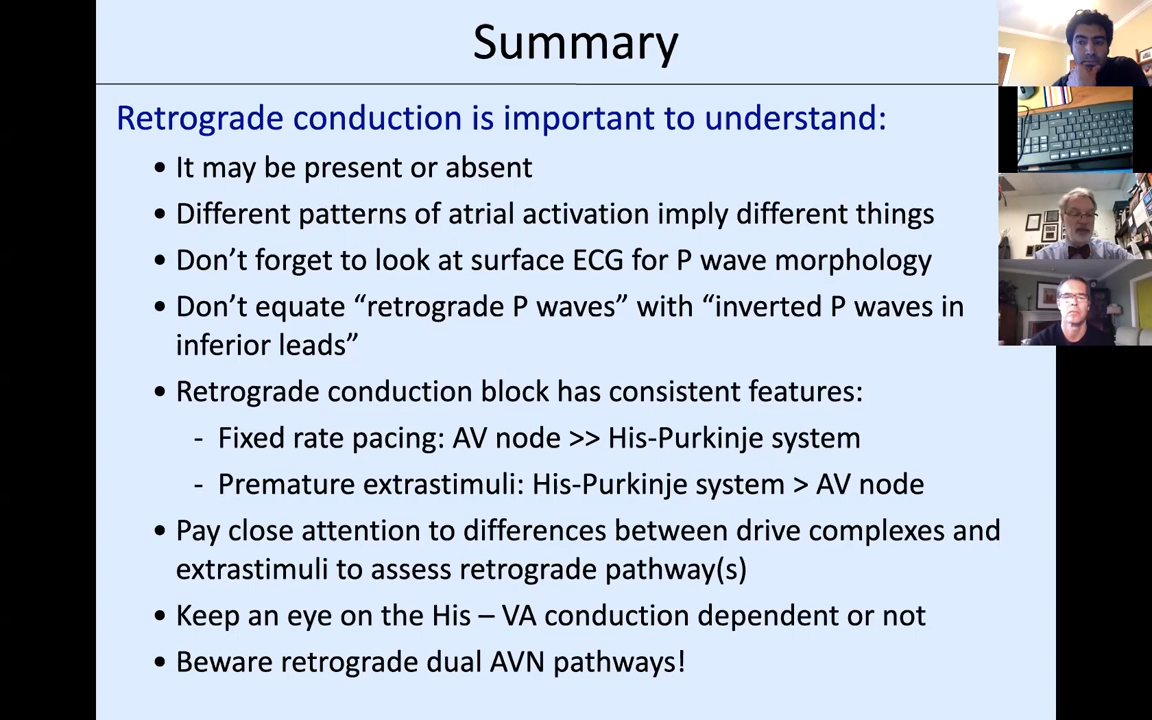 Summary
Retrograde conduction is important to understand:
• It may be present or absent
• Different patterns of atrial activation imply different things
• Don’t forget to look at surface ECG for P wave morphology
• Don’t equate “retrograde P waves” with “inverted P waves in
inferior leads”
• Retrograde conduction block has consistent features:
- Fixed rate pacing: AV node >> His-Purkinje system
- Premature extrastimuli: His-Purkinje system > AV node
• Pay close attention to differences between drive complexes and
extrastimuli to assess retrograde pathway(s)
• Keep an eye on the His – VA conduction dependent or not
• Beware retrograde dual AVN pathways!